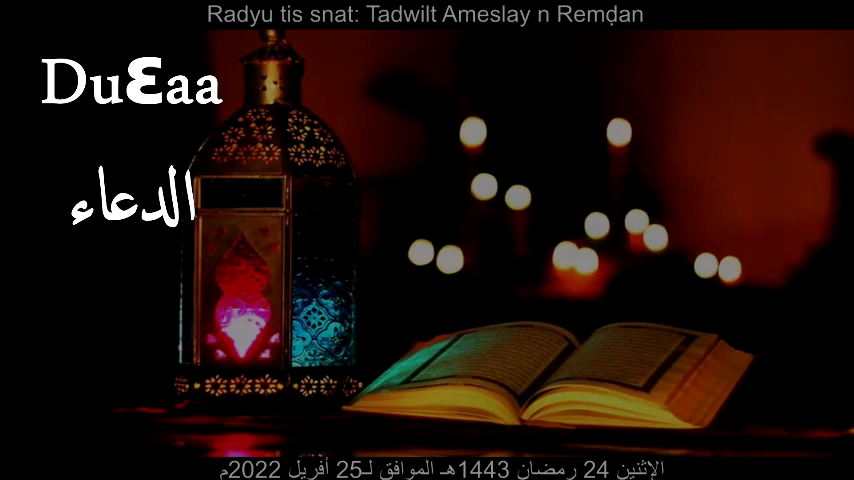 Radyu tis snat: Tadwilt Ameslay n Remḍan
Duɛaa
الدعاء
الإثنين 24 رمضان 1443هـ الموافق لـ25 أفريل 2022م